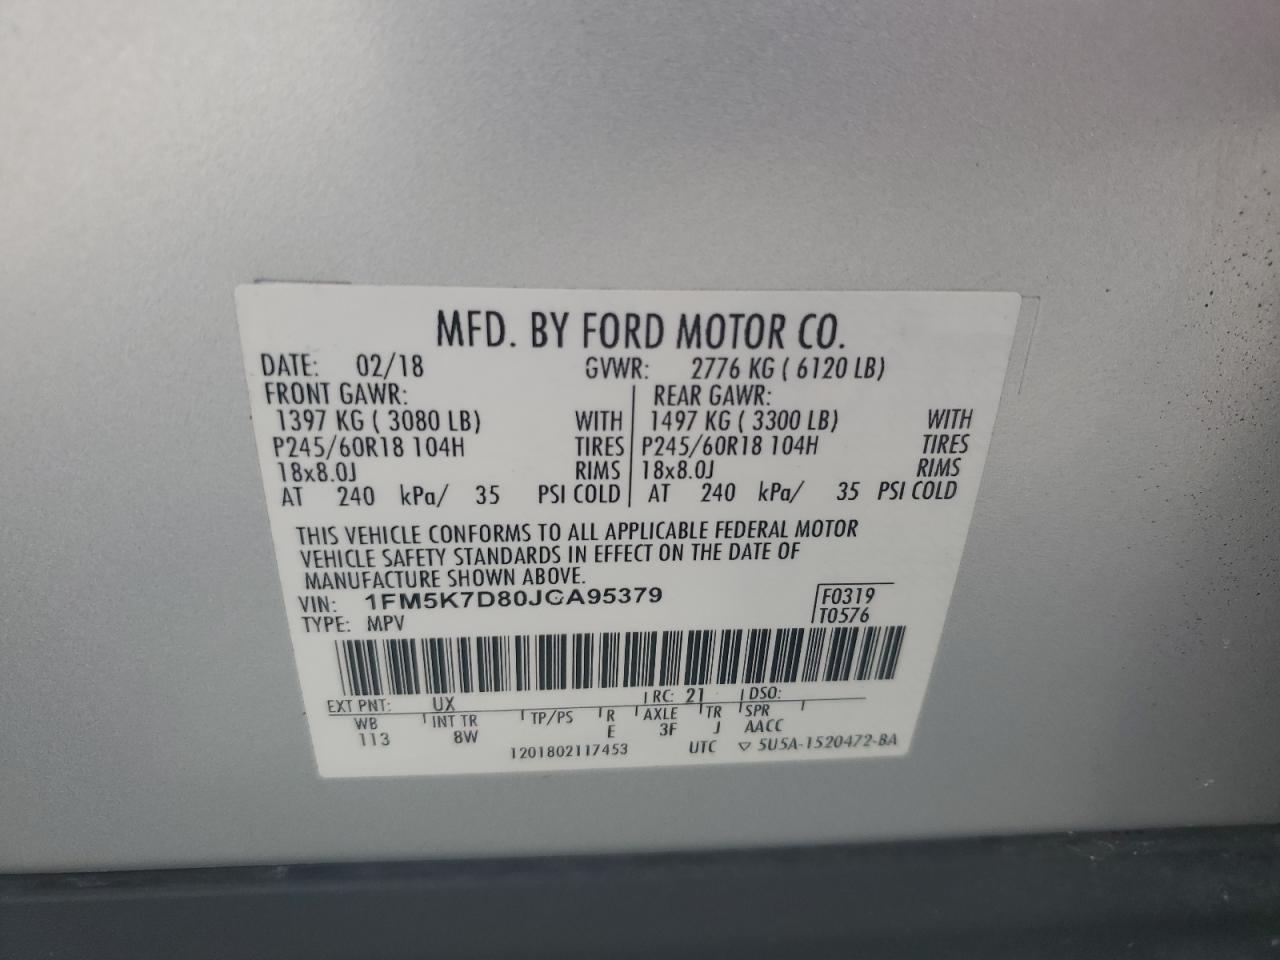 MFD. BY FORD MOTOR CO.
DATE: 02/18 GVWR: 2776 KG ( 6120 LB)
FRONT GAWR: REAR GAWR:
1397 KG ( 3080 LB) WITH 1497 KG ( 3300 LB) WITH
P245/60R18 104H TIRES P245/60R18 104H TIRES
18x8.0J RIMS 18x8.0J RIMS
AT 240 kPa/ 35 PSI COLD AT 240 kPa/ 35 PSI COLD
THIS VEHICLE CONFORMS TO ALL APPLICABLE FEDERAL MOTOR
VEHICLE SAFETY STANDARDS IN EFFECT ON THE DATE OF
MANUFACTURE SHOWN ABOVE.
VIN: 1FM5K7D80JGA95379 F0319
TYPE: MPV T0576
EXT PNT: UX RC: 21 DSO:
WB INT TR TP/PS R AXLE TR SPR
113 8W E 3F J AACC
1201802117453 UTC ▽ 5U5A-1520472-BA